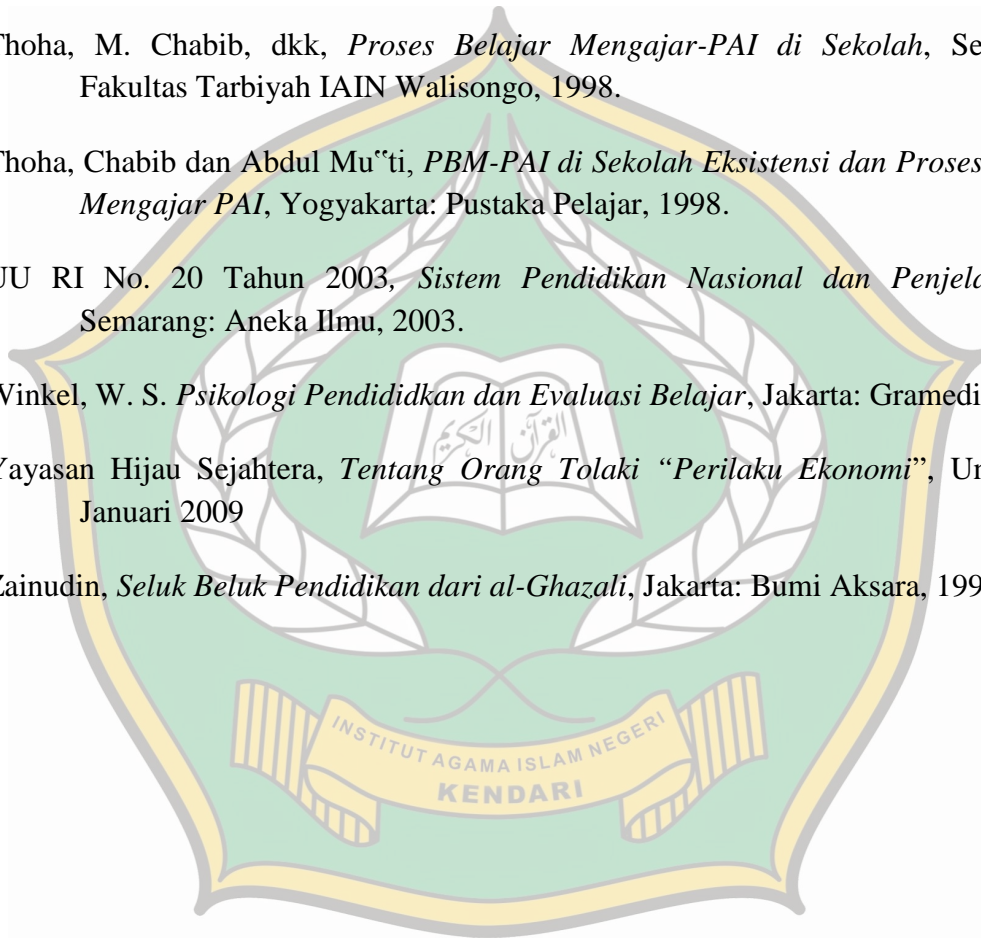 Thoha, M. Chabib, dkk, Proses Belajar Mengajar-PAI di Sekolah, Se
Fakultas Tarbiyah IAIN Walisongo, 1998.
Thoha, Chabib dan Abdul Mu‟ti, PBM-PAI di Sekolah Eksistensi dan Proses
Mengajar PAI, Yogyakarta: Pustaka Pelajar, 1998.
UU RI No. 20 Tahun 2003, Sistem Pendidikan Nasional dan Penjela
Semarang: Aneka Ilmu, 2003.
Winkel, W. S. Psikologi Pendididkan dan Evaluasi Belajar, Jakarta: Gramedi
Yayasan Hijau Sejahtera, Tentang Orang Tolaki “Perilaku Ekonomi”, Un
Januari 2009
Zainudin, Seluk Beluk Pendidikan dari al-Ghazali, Jakarta: Bumi Aksara, 199
القرآن الكريم
INSTITUT AGAMA ISLAM NEGERI
KENDARI